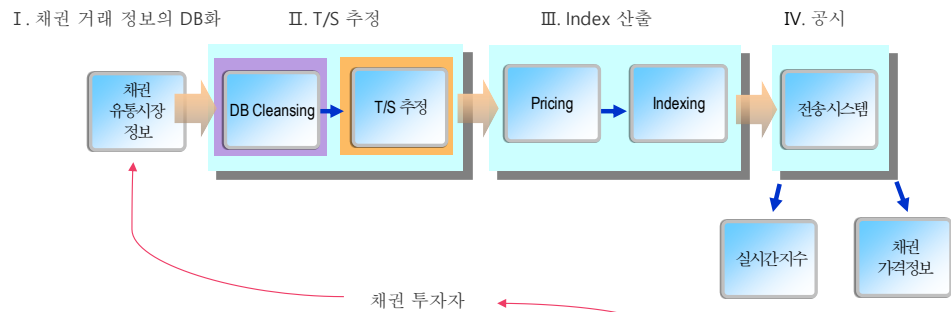 Ⅰ. 채권 거래 정보의 DB화
Ⅱ. T/S 추정
Ⅲ. Index 산출
Ⅳ. 공시
채권
유통시장
정보
DB Cleansing
T/S 추정
Pricing
Indexing
전송시스템
실시간지수
채권
가격정보
채권 투자자